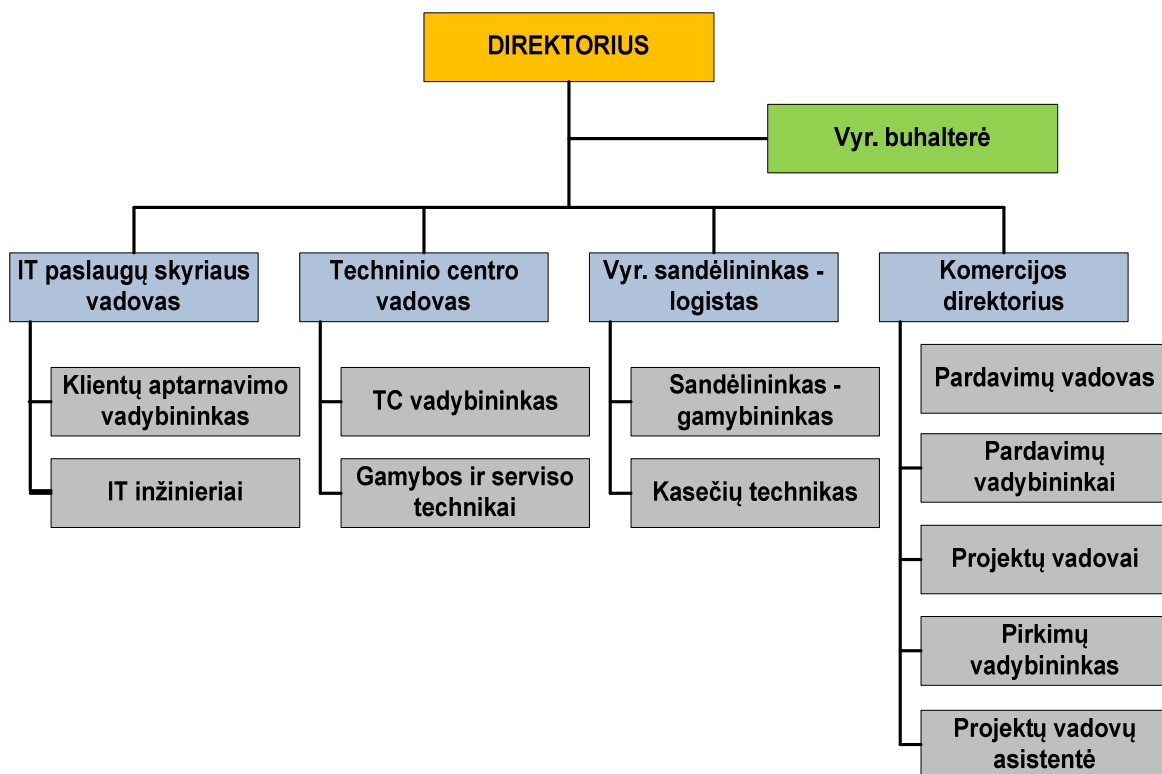 DIREKTORIUS
Vyr. buhalterė
IT paslaugų skyriaus
vadovas
Techninio centro
vadovas
Vyr. sandėlininkas -
logistas
Komercijos
direktorius
Klientų aptarnavimo
vadybininkas
IT inžinieriai
TC vadybininkas
Gamybos ir serviso
technikai
Sandėlininkas -
gamybininkas
Kasečių technikas
Pardavimų vadovas
Pardavimų
vadybininkai
Projektų vadovai
Pirkimų
vadybininkas
Projektų vadovų
asistentė